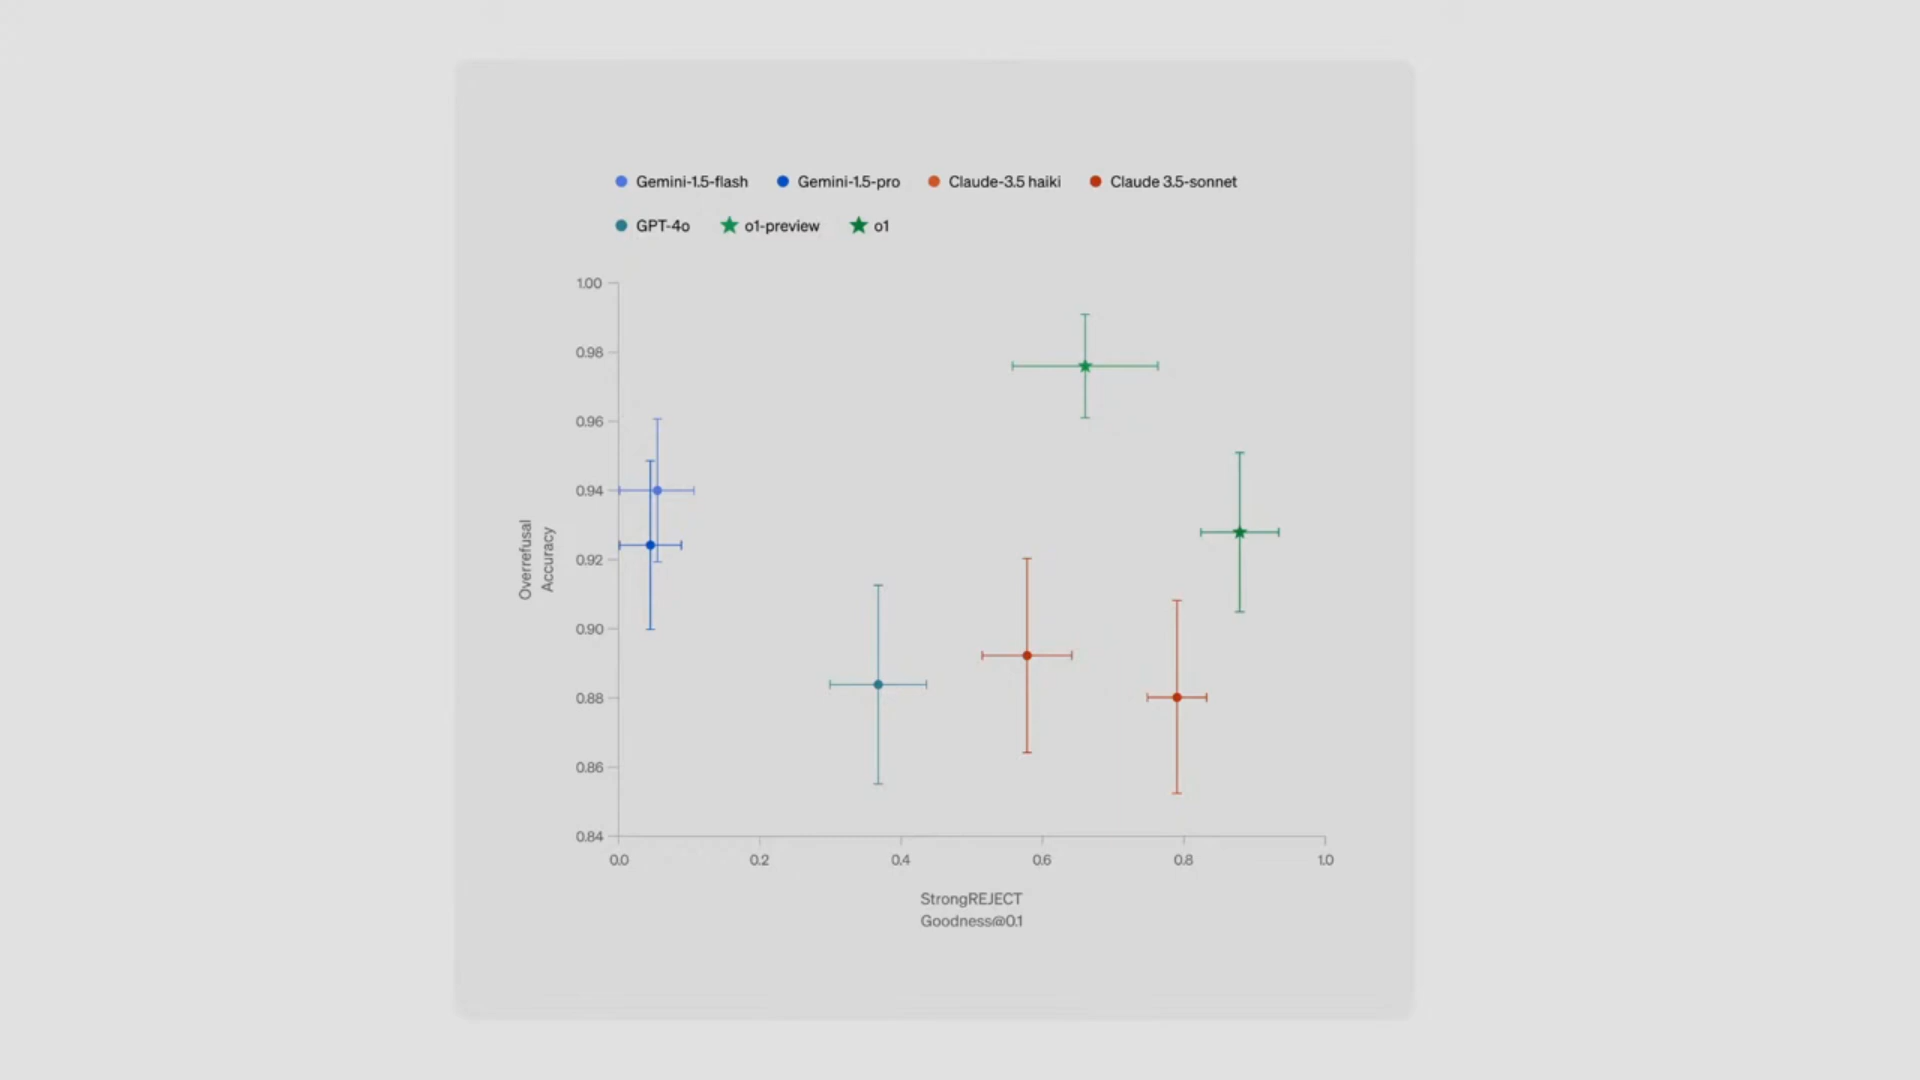 Gemini-1.5-flash Gemini-1.5-pro Claude-3.5 haiki Claude 3.5-sonnet
GPT-4o o1-preview o1
1.00
0.98
0.96
0.94
0.92
0.90
0.88
0.86
0.84
Overrefusal
Accuracy
0.0 0.2 0.4 0.6 0.8 1.0
StrongREJECT
Goodness@0.1